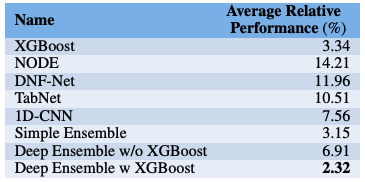 Name Average Relative Performance (%)
XGBoost 3.34
NODE 14.21
DNF-Net 11.96
TabNet 10.51
1D-CNN 7.56
Simple Ensemble 3.15
Deep Ensemble w/o XGBoost 6.91
Deep Ensemble w XGBoost 2.32